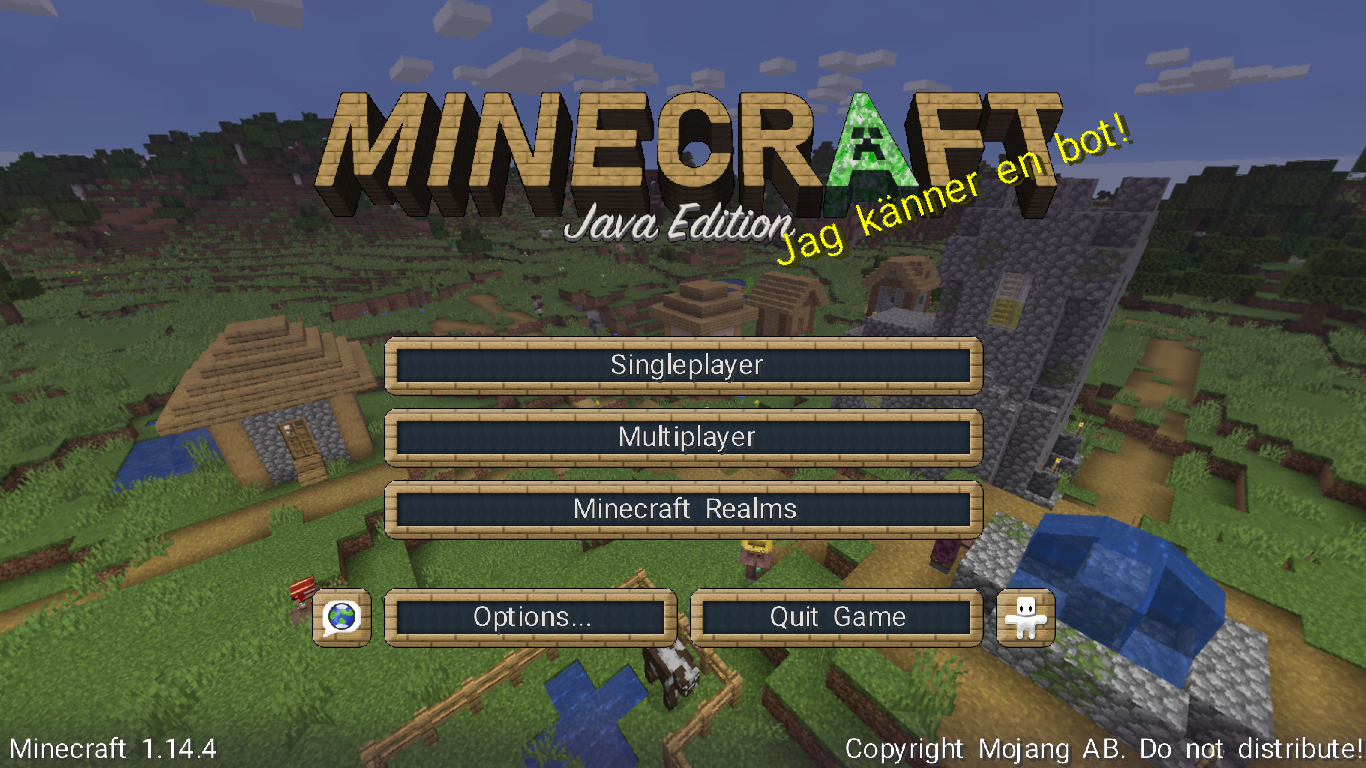 MINECRAFT
Java Edition
Jag känner en bot!
Singleplayer
Multiplayer
Minecraft Realms
Options...
Quit Game
Minecraft 1.14.4
Copyright Mojang AB. Do not distribute!